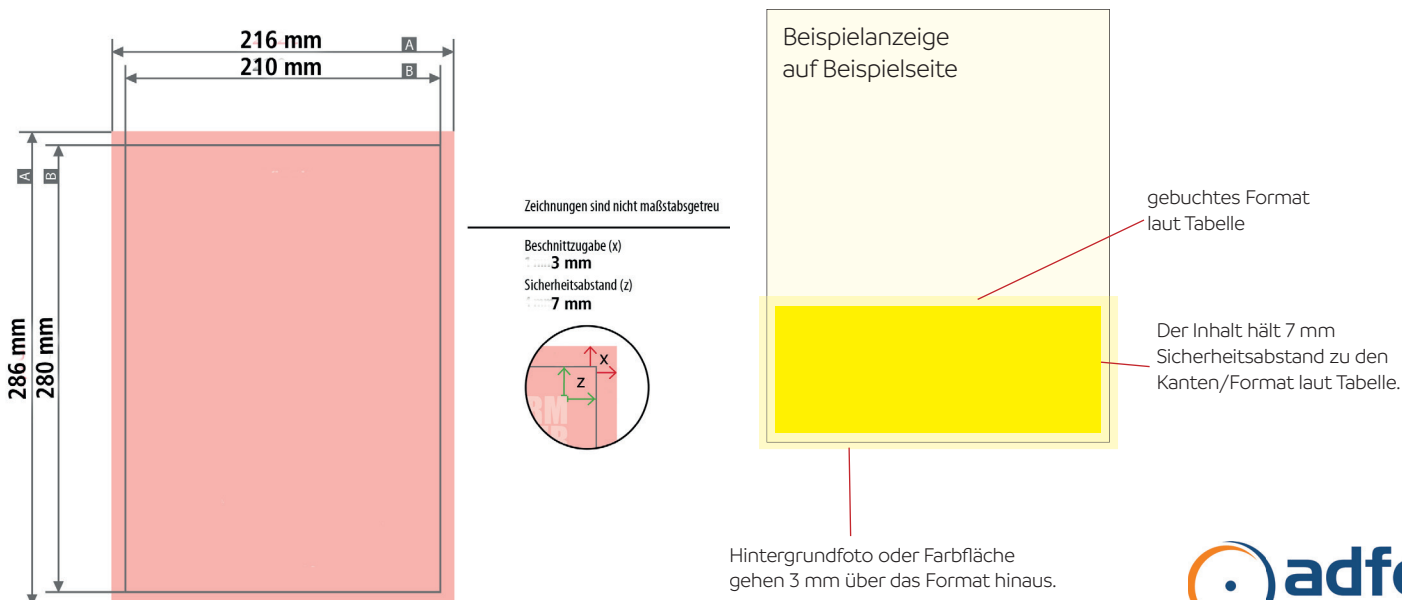 216 mm
A
210 mm
B
A
B
286 mm
280 mm
Zeichnungen sind nicht maßstabsgetreu
Beschnittzugabe (x)
3 mm
Sicherheitsabstand (z)
7 mm
x
z
Beispielanzeige
auf Beispielseite
gebuchtes Format
laut Tabelle
Der Inhalt hält 7 mm
Sicherheitsabstand zu den
Kanten/Format laut Tabelle.
Hintergrundfoto oder Farbfläche
gehen 3 mm über das Format hinaus.